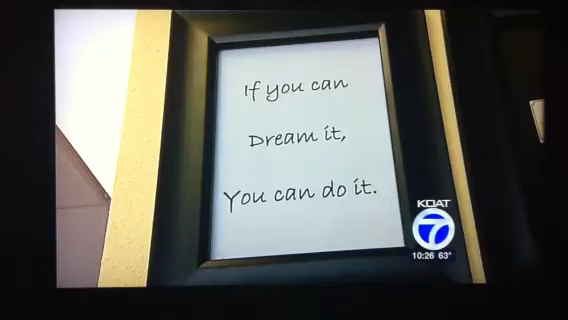 If you can
Dream it,
You can do it.
KOAT
7
10:26 63°